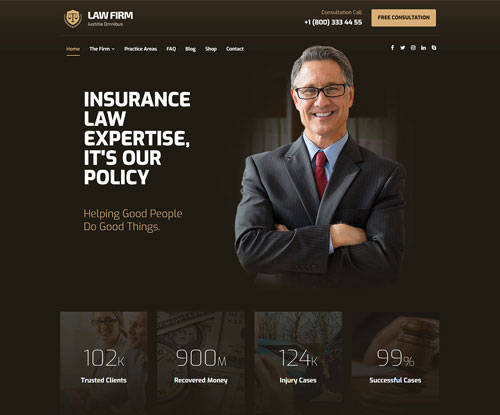 LAW FIRM
Iustitia Omnibus
Consultation Call
+1 (800) 333 44 55
FREE CONSULTATION
Home The Firm Practice Areas FAQ Blog Shop Contact
INSURANCE
LAW
EXPERTISE,
IT'S OUR
POLICY
Helping Good People
Do Good Things.
102K
Trusted Clients
900M
Recovered Money
124K
Injury Cases
99%
Successful Cases